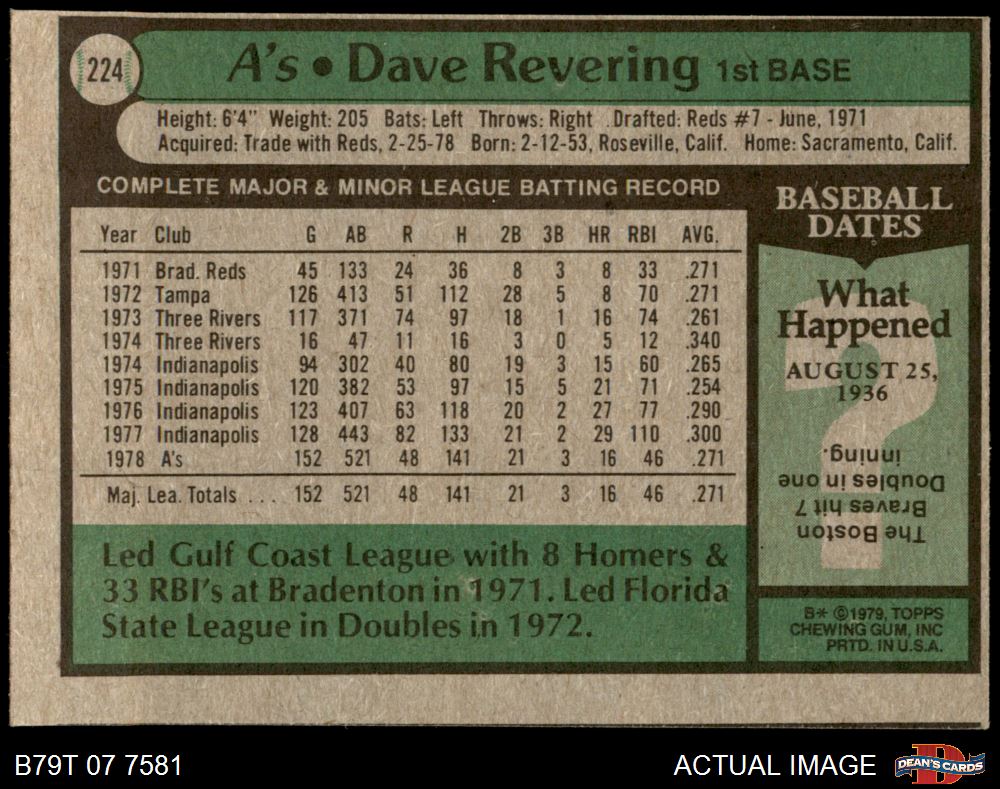 224
A's • Dave Revering 1st BASE
Height: 6'4" Weight: 205 Bats: Left Throws: Right Drafted: Reds #7 - June, 1971
Acquired: Trade with Reds, 2-25-78 Born: 2-12-53, Roseville, Calif. Home: Sacramento, Calif.
COMPLETE MAJOR & MINOR LEAGUE BATTING RECORD
Year Club G AB R H 2B 3B HR RBI AVG.
1971 Brad. Reds 45 133 24 36 8 3 8 33 .271
1972 Tampa 126 413 51 112 28 5 8 70 .271
1973 Three Rivers 117 371 74 97 18 1 16 74 .261
1974 Three Rivers 16 47 11 16 3 0 5 12 .340
1974 Indianapolis 94 302 40 80 19 3 15 60 .265
1975 Indianapolis 120 382 53 97 15 5 21 71 .254
1976 Indianapolis 123 407 63 118 20 2 27 77 .290
1977 Indianapolis 128 443 82 133 21 2 29 110 .300
1978 A's 152 521 48 141 21 3 16 46 .271
Maj. Lea. Totals . . . 152 521 48 141 21 3 16 46 .271
Led Gulf Coast League with 8 Homers &
33 RBI's at Bradenton in 1971. Led Florida
State League in Doubles in 1972.
BASEBALL
DATES
What
Happened
AUGUST 25,
1936
?
The Boston
Braves hit 7
Doubles in one
inning.
B* ©1979, TOPPS
CHEWING GUM, INC
PRTD. IN U.S.A.
B79T 07 7581
ACTUAL IMAGE
D
DEAN'S CARDS